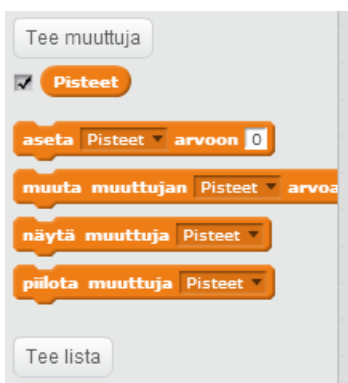 Tee muuttuja
Pisteet
aseta Pisteet arvoon 0
muuta muuttujan Pisteet arvoa
näytä muuttuja Pisteet
piilota muuttuja Pisteet
Tee lista